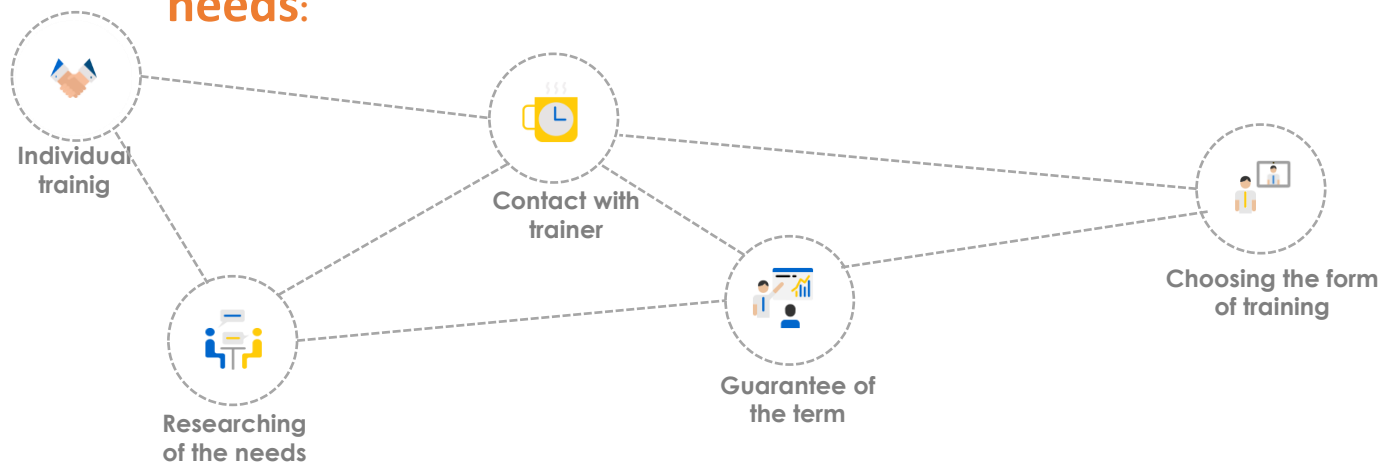 needs:
Individual
trainig
Contact with
trainer
Choosing the form
of training
Guarantee of
the term
Researching
of the needs